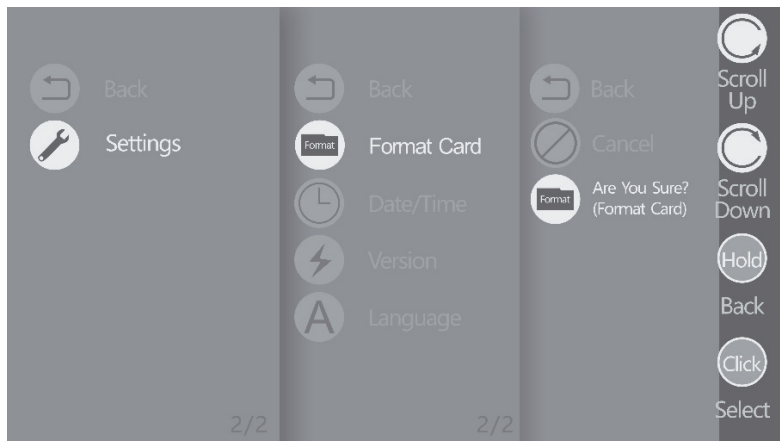 Back
Settings
2/2
Back
Format
Format Card
Date/Time
Version
A
Language
2/2
Back
Cancel
Format
Are You Sure?
(Format Card)
Scroll
Up
Scroll
Down
Hold
Back
Click
Select